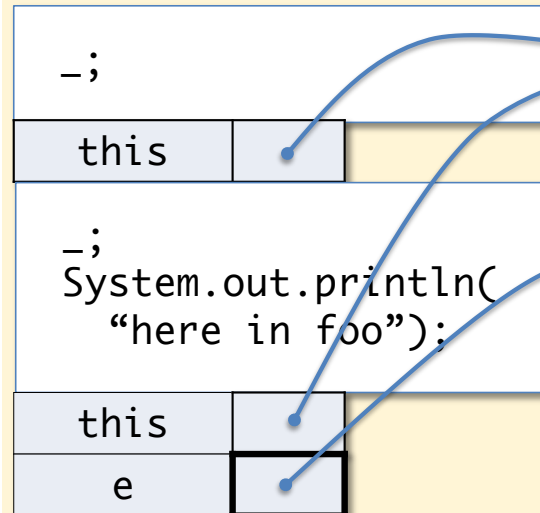 _;
this
_;
System.out.println(
“here in foo”);
this
e